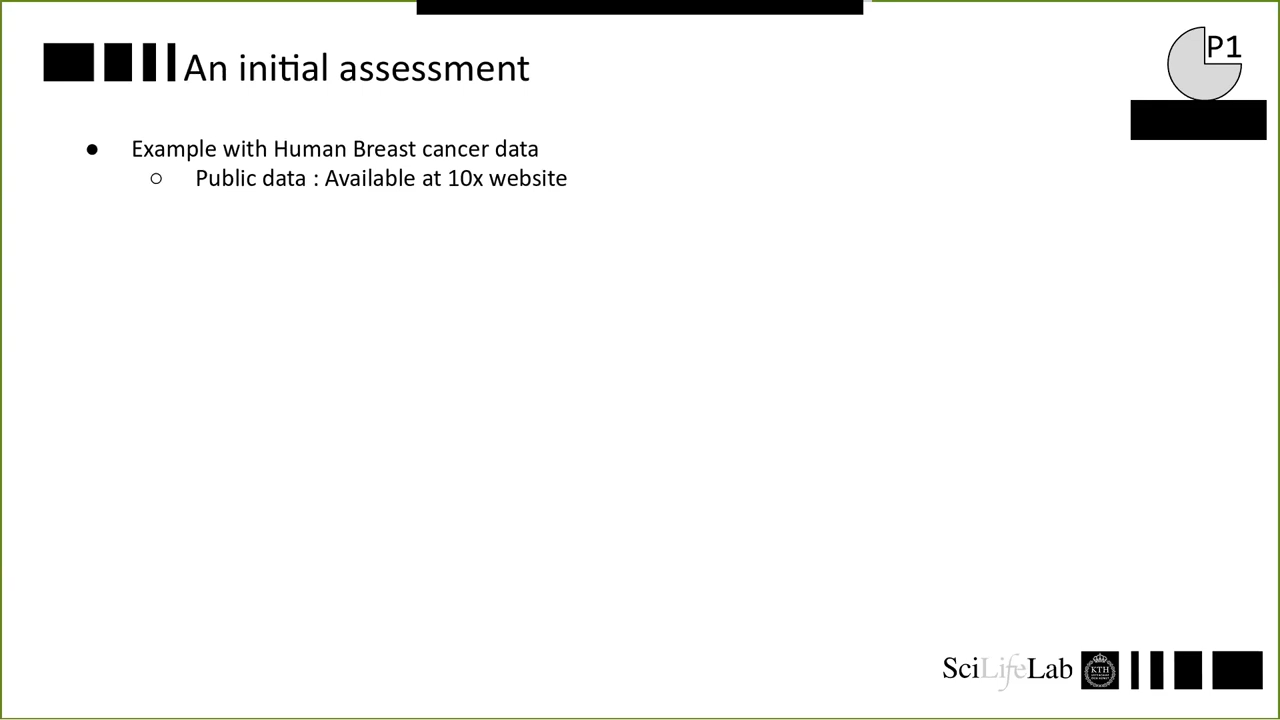 An initial assessment
P1
Example with Human Breast cancer data
Public data : Available at 10x website
SciLifeLab
KTH